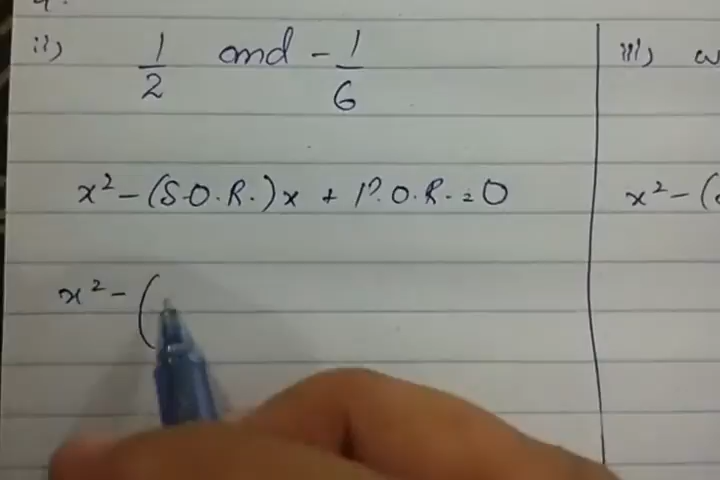 ii) 1/2 and - 1/6
x² - (S.O.R.)x + P.O.R. = 0
x² - (
iii)
x² - (